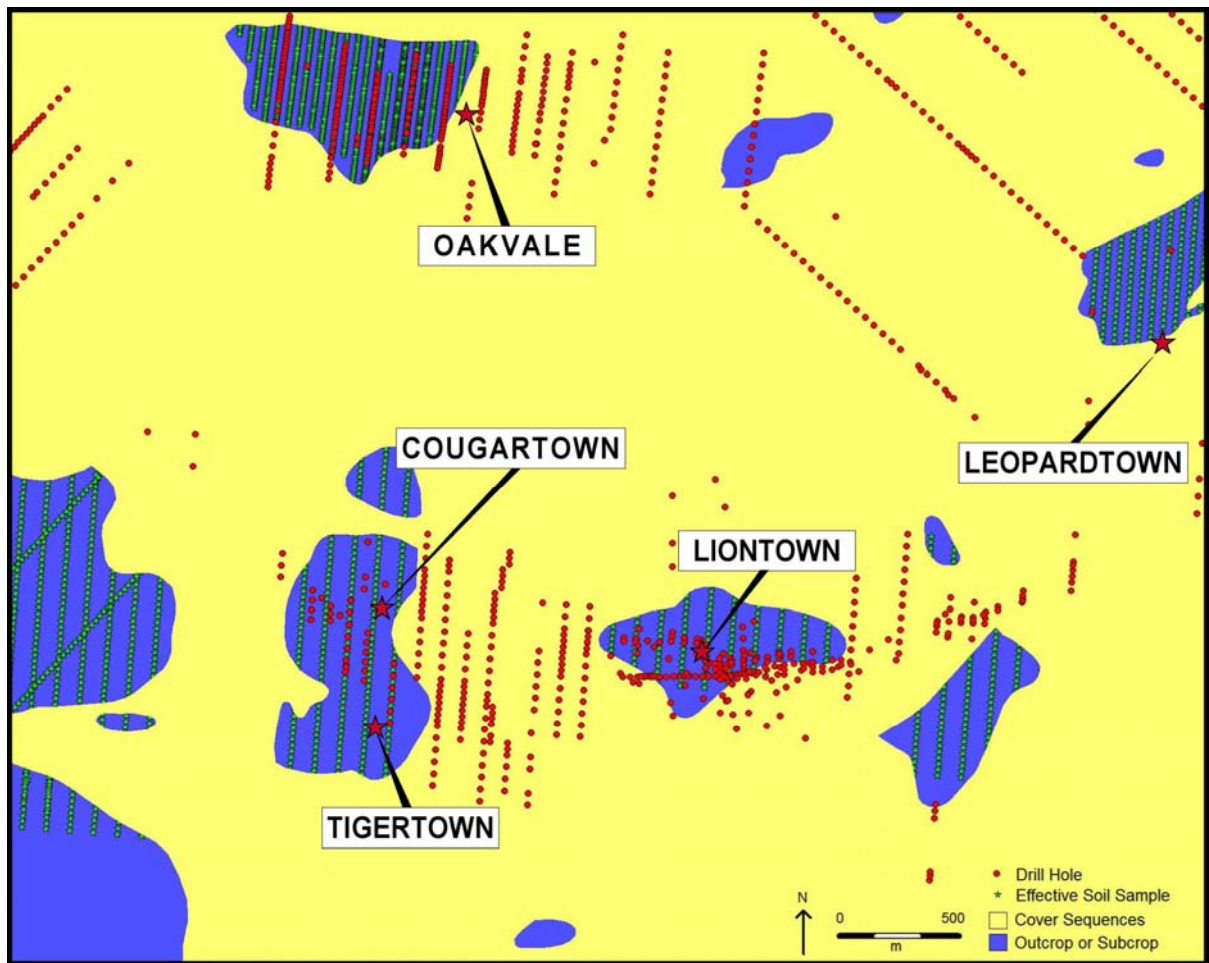 OAKVALE
COUGARTOWN
LEOPARDTOWN
LIONTOWN
TIGERTOWN
Drill Hole
N
Effective Soil Sample
0 500
Cover Sequences
m
Outcrop or Subcrop